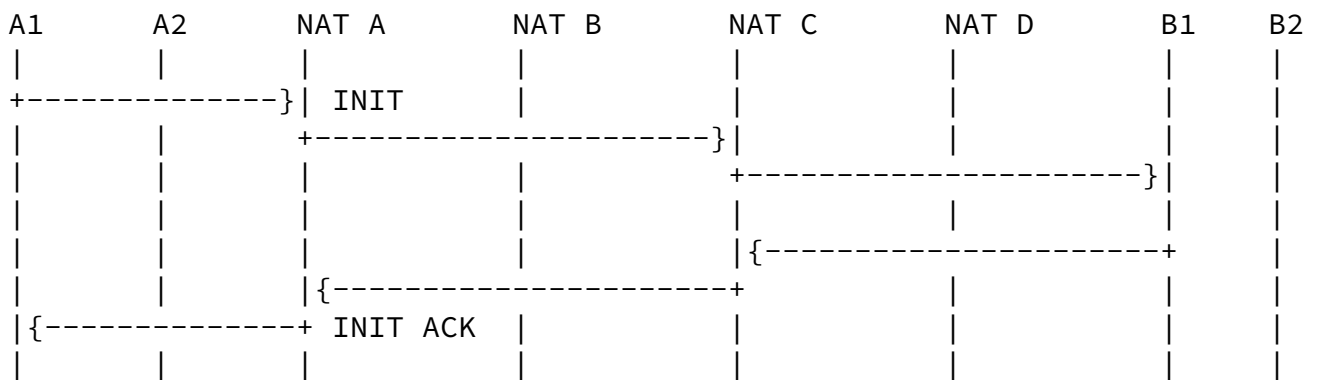 A1 A2 NAT A NAT B NAT C NAT D B1 B2
| | | | | | | |
+-------------}| INIT | | | | |
| | +----------------------}| | | |
| | | | +----------------------}| |
| | | | | | | |
| | | | |{----------------------+ |
| | |{----------------------+ | | |
|{--------------+ INIT ACK | | | | |
| | | | | | | |